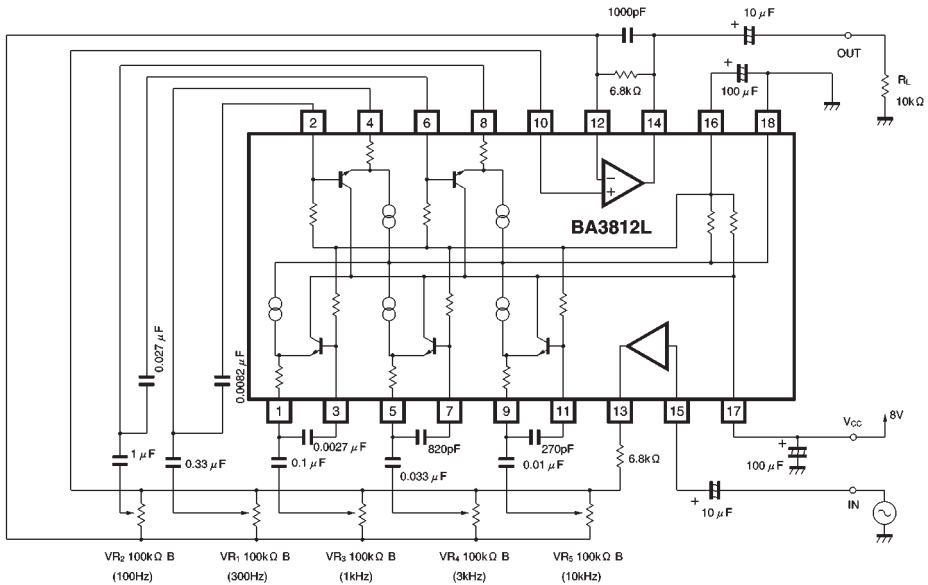 1000pF
10 μF
+
OUT
+
100 μF
6.8kΩ
RL
10kΩ
2
4
6
8
10
12
14
16
18
−
+
BA3812L
0.027 μF
0.0082 μF
1
3
5
7
9
11
13
15
17
VCC
8V
0.0027 μF
820pF
270pF
1 μF
0.33 μF
0.1 μF
0.033 μF
0.01 μF
6.8kΩ
+
100 μF
+
10 μF
IN
VR2 100kΩ B
(100Hz)
VR1 100kΩ B
(300Hz)
VR3 100kΩ B
(1kHz)
VR4 100kΩ B
(3kHz)
VR5 100kΩ B
(10kHz)